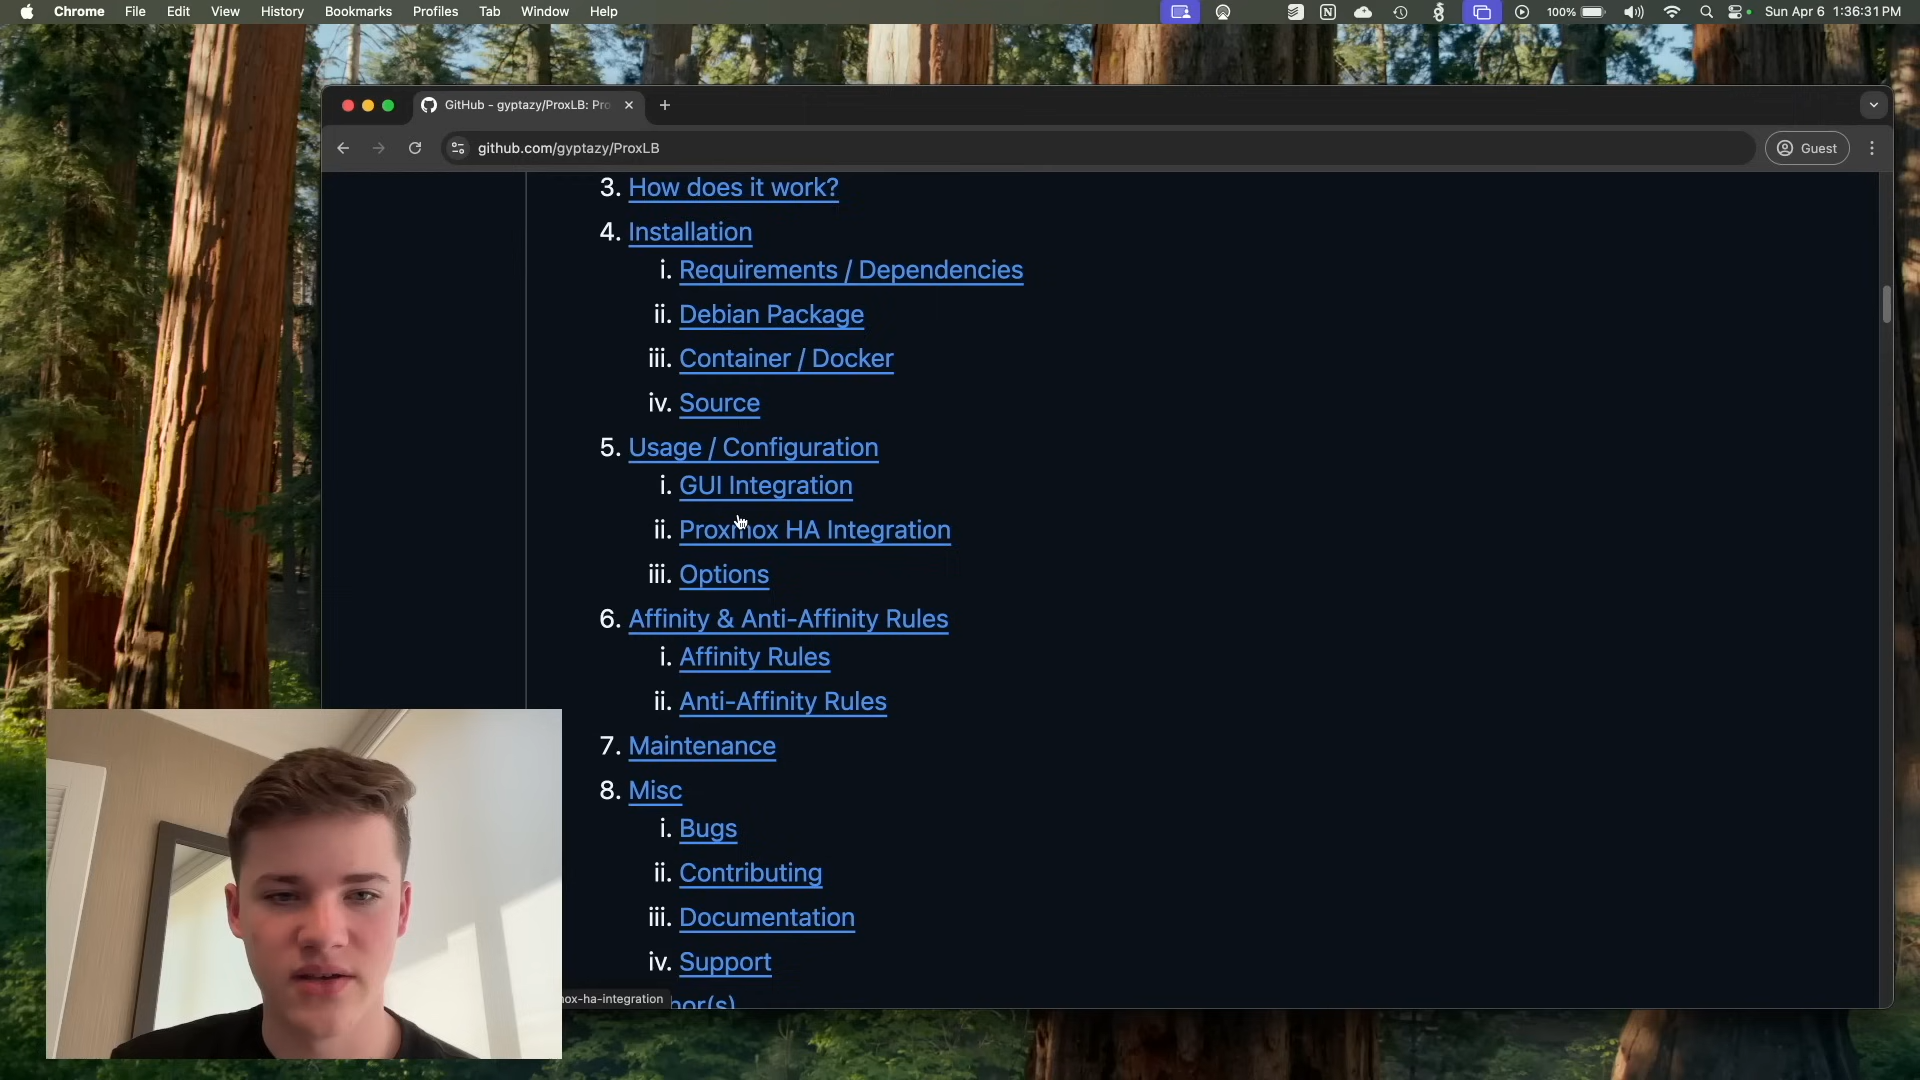 Chrome File Edit View History Bookmarks Profiles Tab Window Help 100% Sun Apr 6 1:36:31 PM
GitHub - gyptazy/ProxLB: Pro
github.com/gyptazy/ProxLB Guest
3. How does it work?
4. Installation
i. Requirements / Dependencies
ii. Debian Package
iii. Container / Docker
iv. Source
5. Usage / Configuration
i. GUI Integration
ii. Proxmox HA Integration
iii. Options
6. Affinity & Anti-Affinity Rules
i. Affinity Rules
ii. Anti-Affinity Rules
7. Maintenance
8. Misc
i. Bugs
ii. Contributing
iii. Documentation
iv. Support
ox-ha-integration
hor(s)